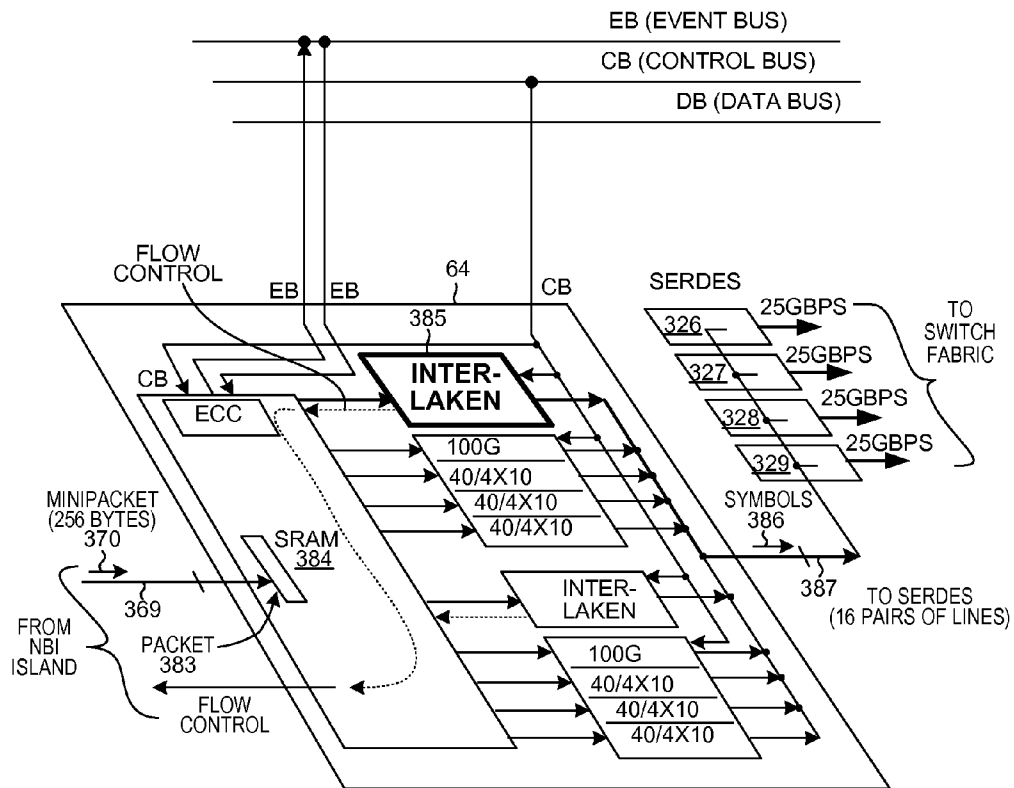 EB (EVENT BUS)
CB (CONTROL BUS)
DB (DATA BUS)
FLOW
CONTROL
EB
EB
64
CB
385
SERDES
326
25GBPS
327
25GBPS
328
25GBPS
329
25GBPS
TO
SWITCH
FABRIC
CB
ECC
INTER-
LAKEN
100G
40/4X10
40/4X10
40/4X10
SYMBOLS
386
387
TO SERDES
(16 PAIRS OF LINES)
MINIPACKET
(256 BYTES)
370
369
SRAM
384
FROM
NBI
ISLAND
PACKET
383
FLOW
CONTROL
INTER-
LAKEN
100G
40/4X10
40/4X10
40/4X10